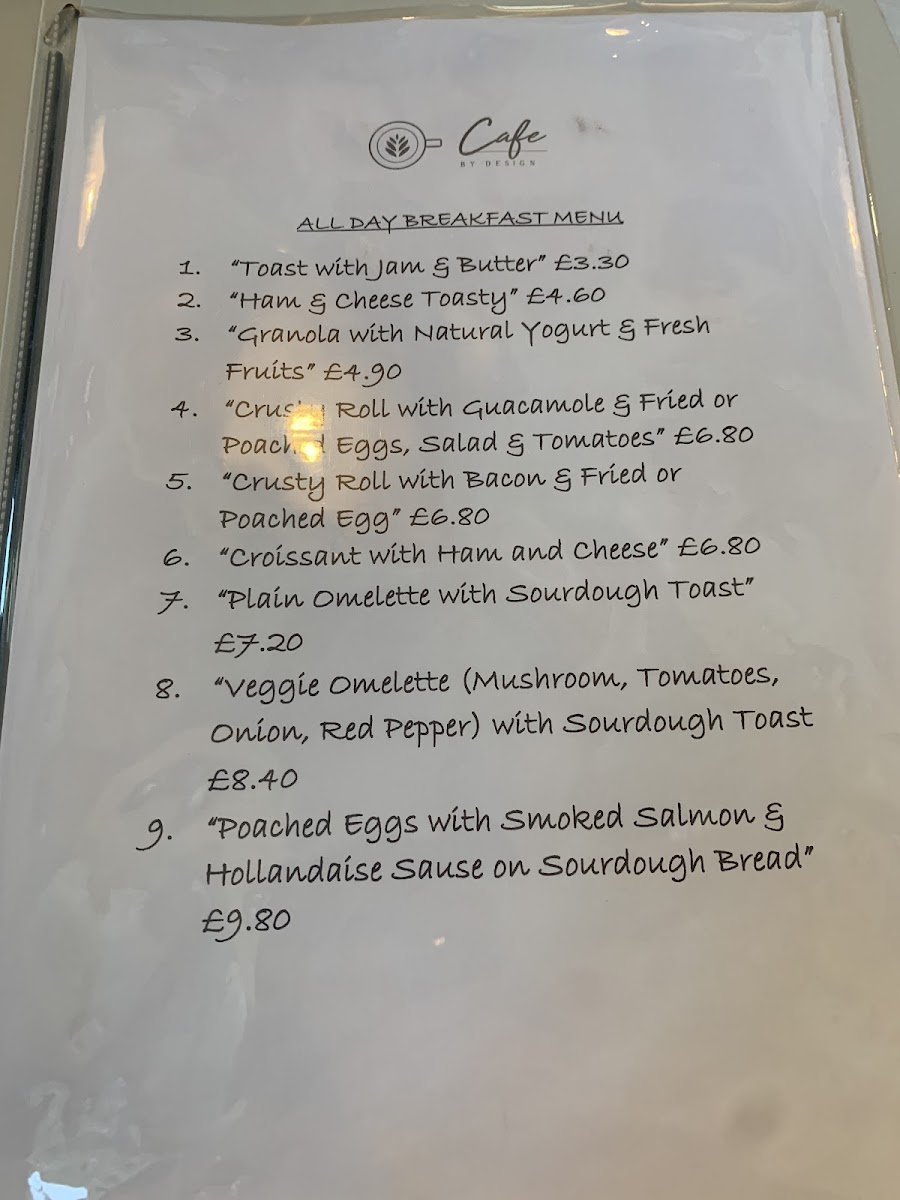 Cafe
BY DESIGN
ALL DAY BREAKFAST MENU
1. "Toast with Jam & Butter" £3.30
2. "Ham & Cheese Toasty" £4.60
3. "Granola with Natural Yogurt & Fresh
Fruits" £4.90
4. "Crusty Roll with Guacamole & Fried or
Poached Eggs, Salad & Tomatoes" £6.80
5. "Crusty Roll with Bacon & Fried or
Poached Egg" £6.80
6. "Croissant with Ham and Cheese" £6.80
7. "Plain Omelette with Sourdough Toast"
£7.20
8. "Veggie Omelette (Mushroom, Tomatoes,
Onion, Red Pepper) with Sourdough Toast
£8.40
9. "Poached Eggs with Smoked Salmon &
Hollandaise Sause on Sourdough Bread"
£9.80